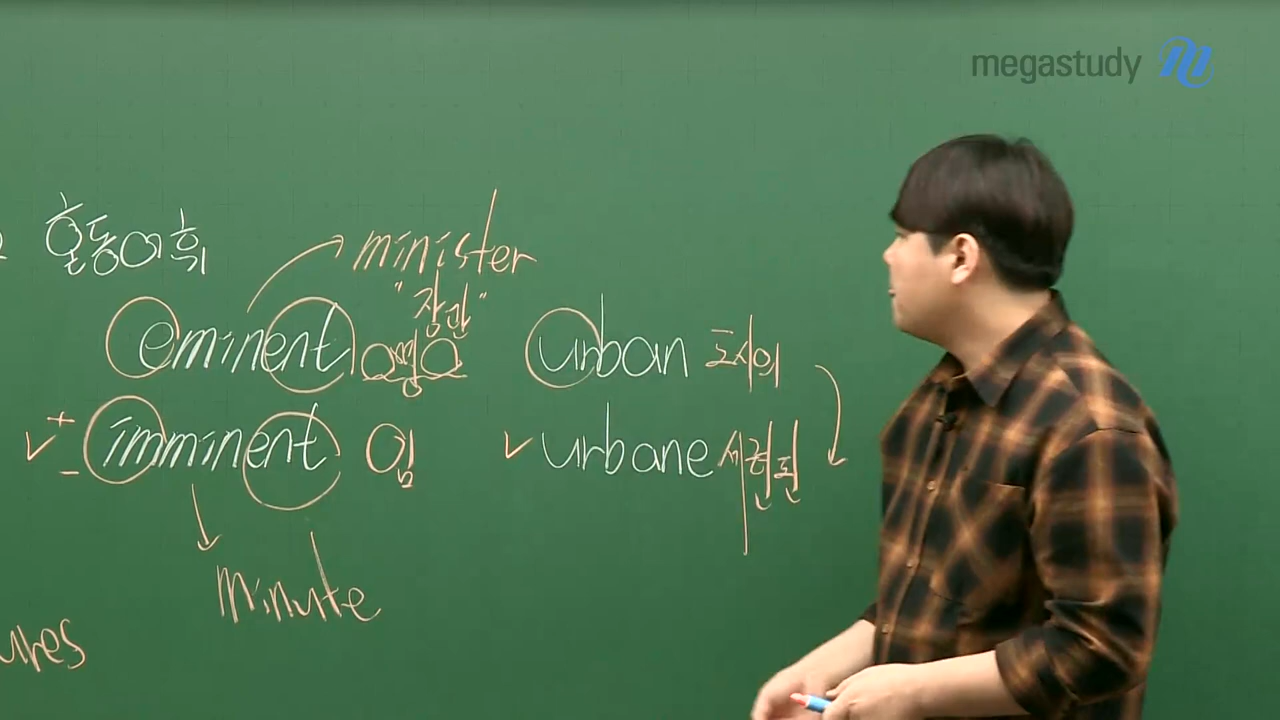 megastudy
혼동어휘
minister
"장관"
eminent
urban 도시의
imminent 임
urbane 세련된
minute
ures